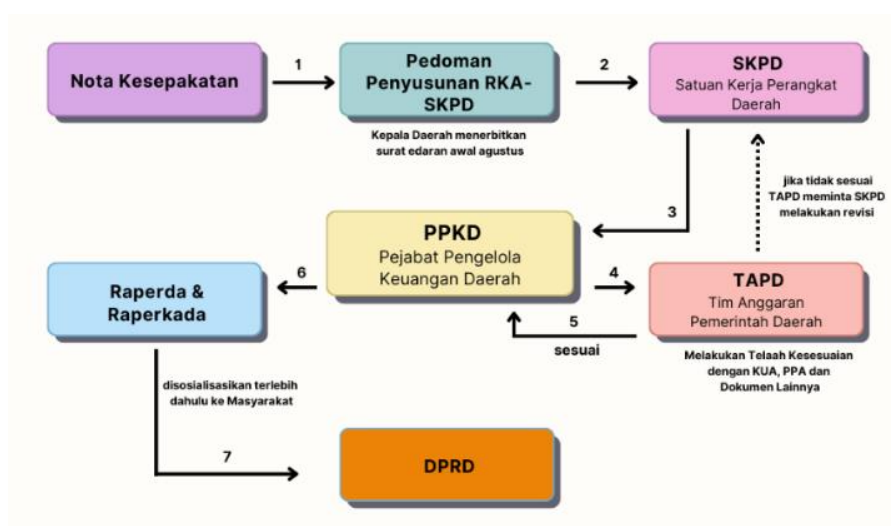 Nota Kesepakatan
1
Pedoman
Penyusunan RKA-
SKPD
Kepala Daerah menerbitkan
surat edaran awal agustus
2
SKPD
Satuan Kerja Perangkat
Daerah
jika tidak sesuai
TAPD meminta SKPD
melakukan revisi
3
PPKD
Pejabat Pengelola
Keuangan Daerah
4
TAPD
Tim Anggaran
Pemerintah Daerah
Melakukan Telaah Kesesuaian
dengan KUA, PPA dan
Dokumen Lainnya
5
sesuai
6
Raperda &
Raperkada
disosialisasikan terlebih
dahulu ke Masyarakat
7
DPRD